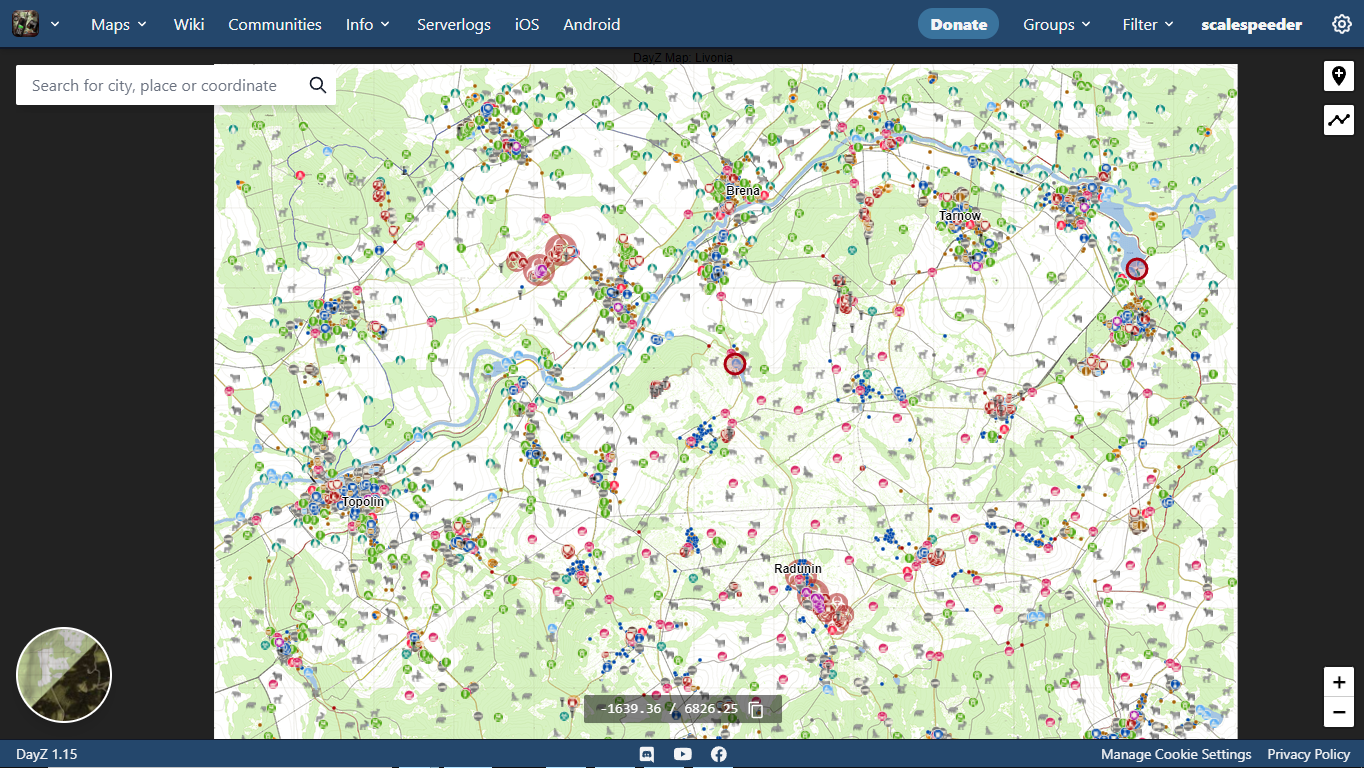 Maps
Wiki
Communities
Info
Serverlogs
iOS
Android
Donate
Groups
Filter
scalespeeder
DayZ Map: Livonia
Search for city, place or coordinate
Brena
Tarnow
Topolin
Radunin
-1639.36 / 6826.25
+
−
DayZ 1.15
Manage Cookie Settings
Privacy Policy